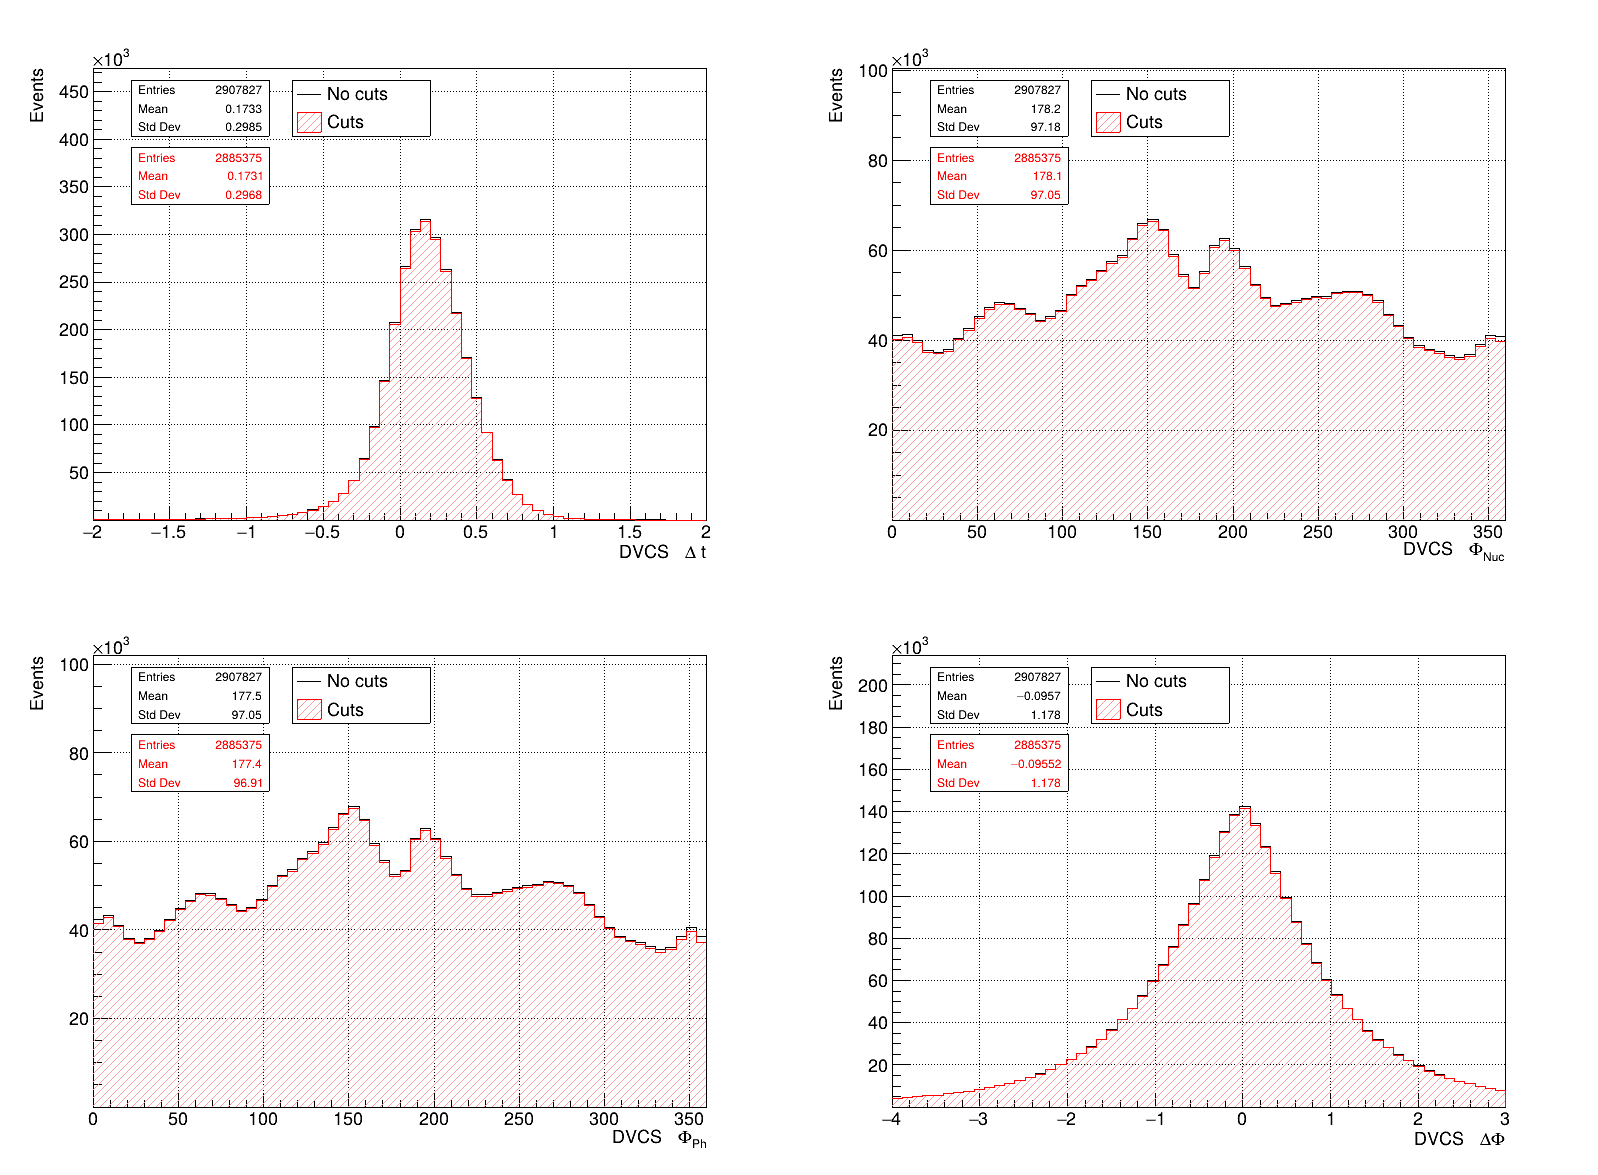 ×10³
Events
450
400
350
300
250
200
150
100
50
−2 −1.5 −1 −0.5 0 0.5 1 1.5 2
DVCS Δ t
Entries 2907827
Mean 0.1733
Std Dev 0.2985
Entries 2885375
Mean 0.1731
Std Dev 0.2968
No cuts
Cuts
×10³
Events
100
80
60
40
20
0 50 100 150 200 250 300 350
DVCS Φ_Nuc
Entries 2907827
Mean 178.2
Std Dev 97.18
Entries 2885375
Mean 178.1
Std Dev 97.05
No cuts
Cuts
×10³
Events
100
80
60
40
20
0 50 100 150 200 250 300 350
DVCS Φ_Ph
Entries 2907827
Mean 177.5
Std Dev 97.05
Entries 2885375
Mean 177.4
Std Dev 96.91
No cuts
Cuts
×10³
Events
200
180
160
140
120
100
80
60
40
20
−4 −3 −2 −1 0 1 2 3
DVCS ΔΦ
Entries 2907827
Mean −0.0957
Std Dev 1.178
Entries 2885375
Mean −0.09552
Std Dev 1.178
No cuts
Cuts